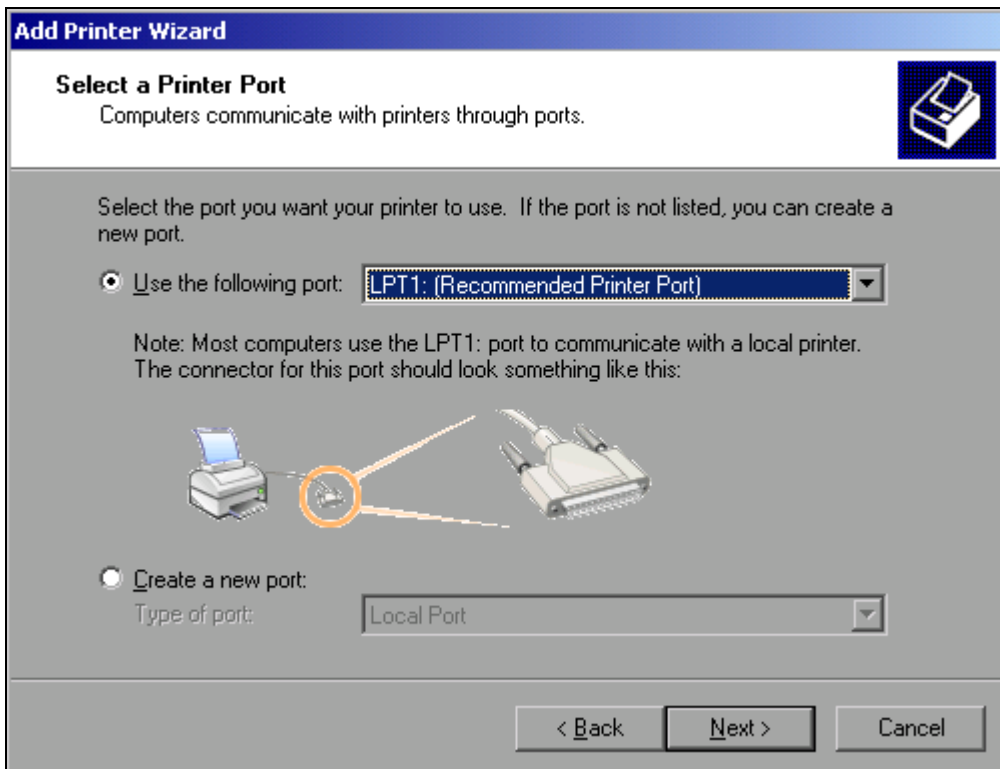 Add Printer Wizard
Select a Printer Port
Computers communicate with printers through ports.
Select the port you want your printer to use.  If the port is not listed, you can create a
new port.
Use the following port: LPT1: (Recommended Printer Port)
Note: Most computers use the LPT1: port to communicate with a local printer.
The connector for this port should look something like this:
Create a new port:
Type of port: Local Port
< Back Next > Cancel